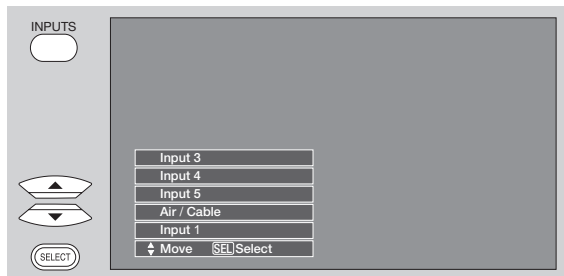 INPUTS
Input 3
Input 4
Input 5
Air / Cable
Input 1
Move SEL Select
SELECT